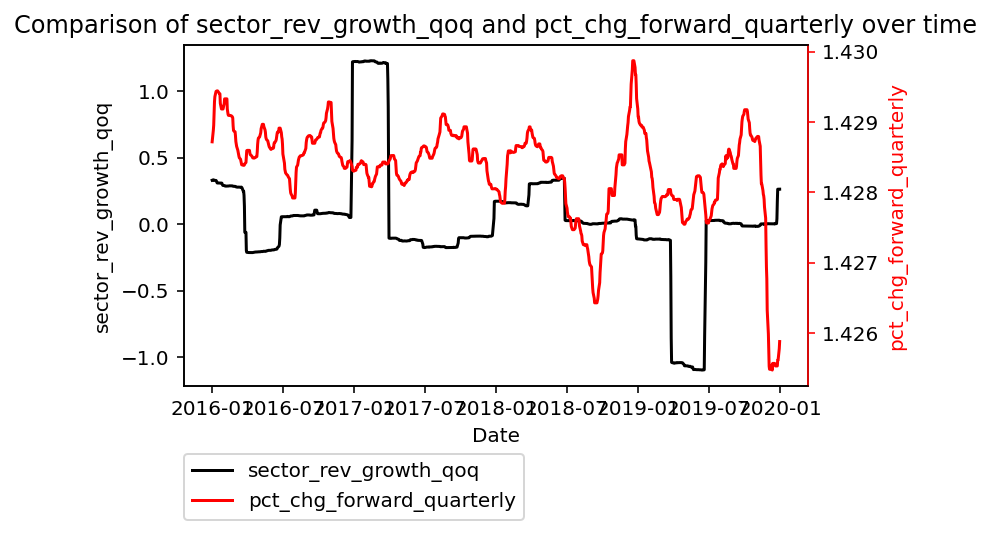 Comparison of sector_rev_growth_qoq and pct_chg_forward_quarterly over time
sector_rev_growth_qoq
1.0
0.5
0.0
−0.5
−1.0
1.430
1.429
1.428
1.427
1.426
pct_chg_forward_quarterly
2016-01 2016-07 2017-01 2017-07 2018-01 2018-07 2019-01 2019-07 2020-01
Date
sector_rev_growth_qoq
pct_chg_forward_quarterly